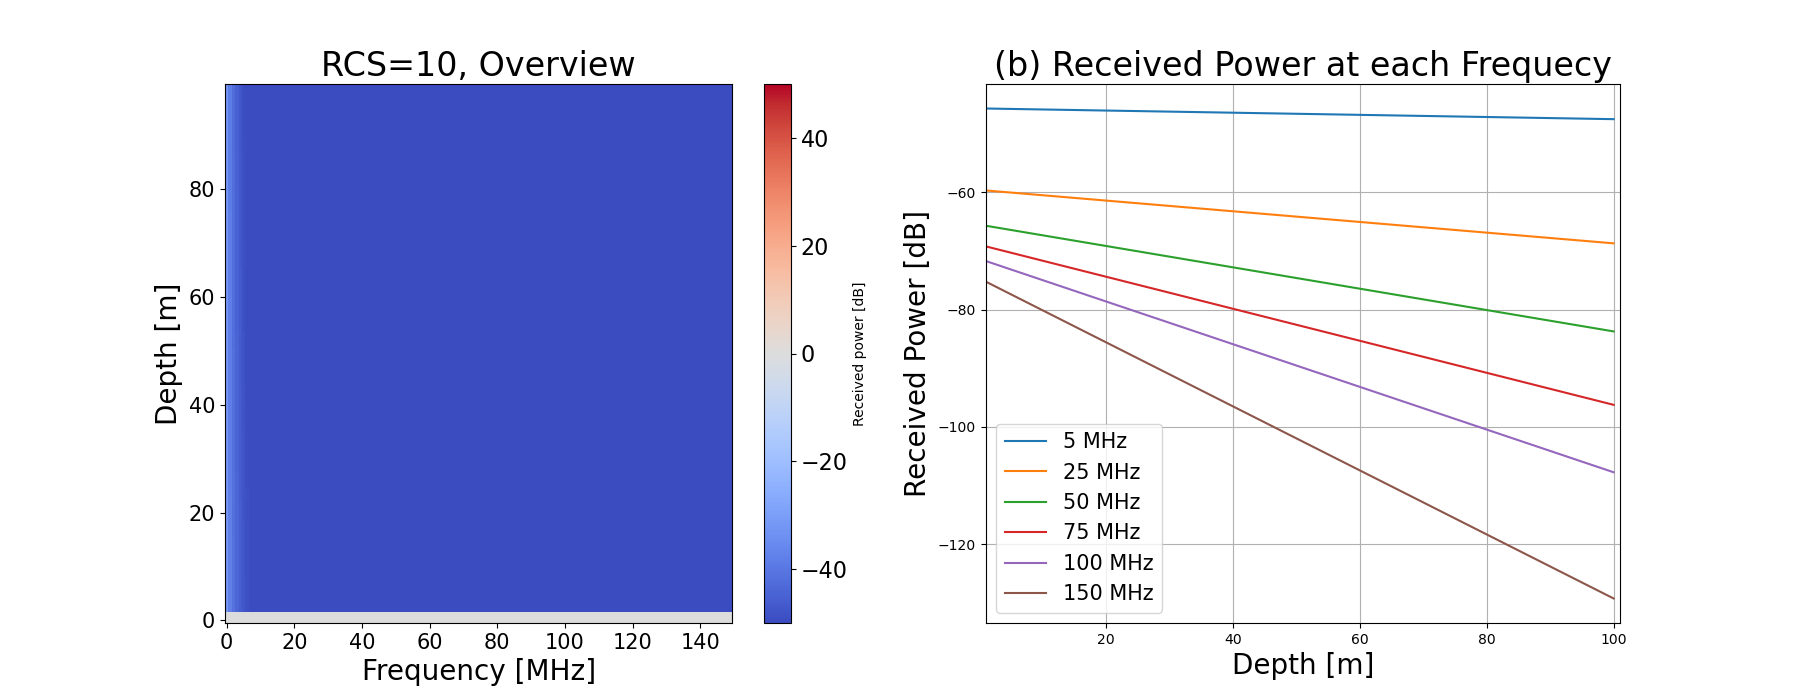 RCS=10, Overview
Depth [m]
80
60
40
20
0
0 20 40 60 80 100 120 140
Frequency [MHz]
40
20
0
−20
−40
Received power [dB]
(b) Received Power at each Frequecy
Received Power [dB]
−60
−80
−100
−120
5 MHz
25 MHz
50 MHz
75 MHz
100 MHz
150 MHz
20 40 60 80 100
Depth [m]